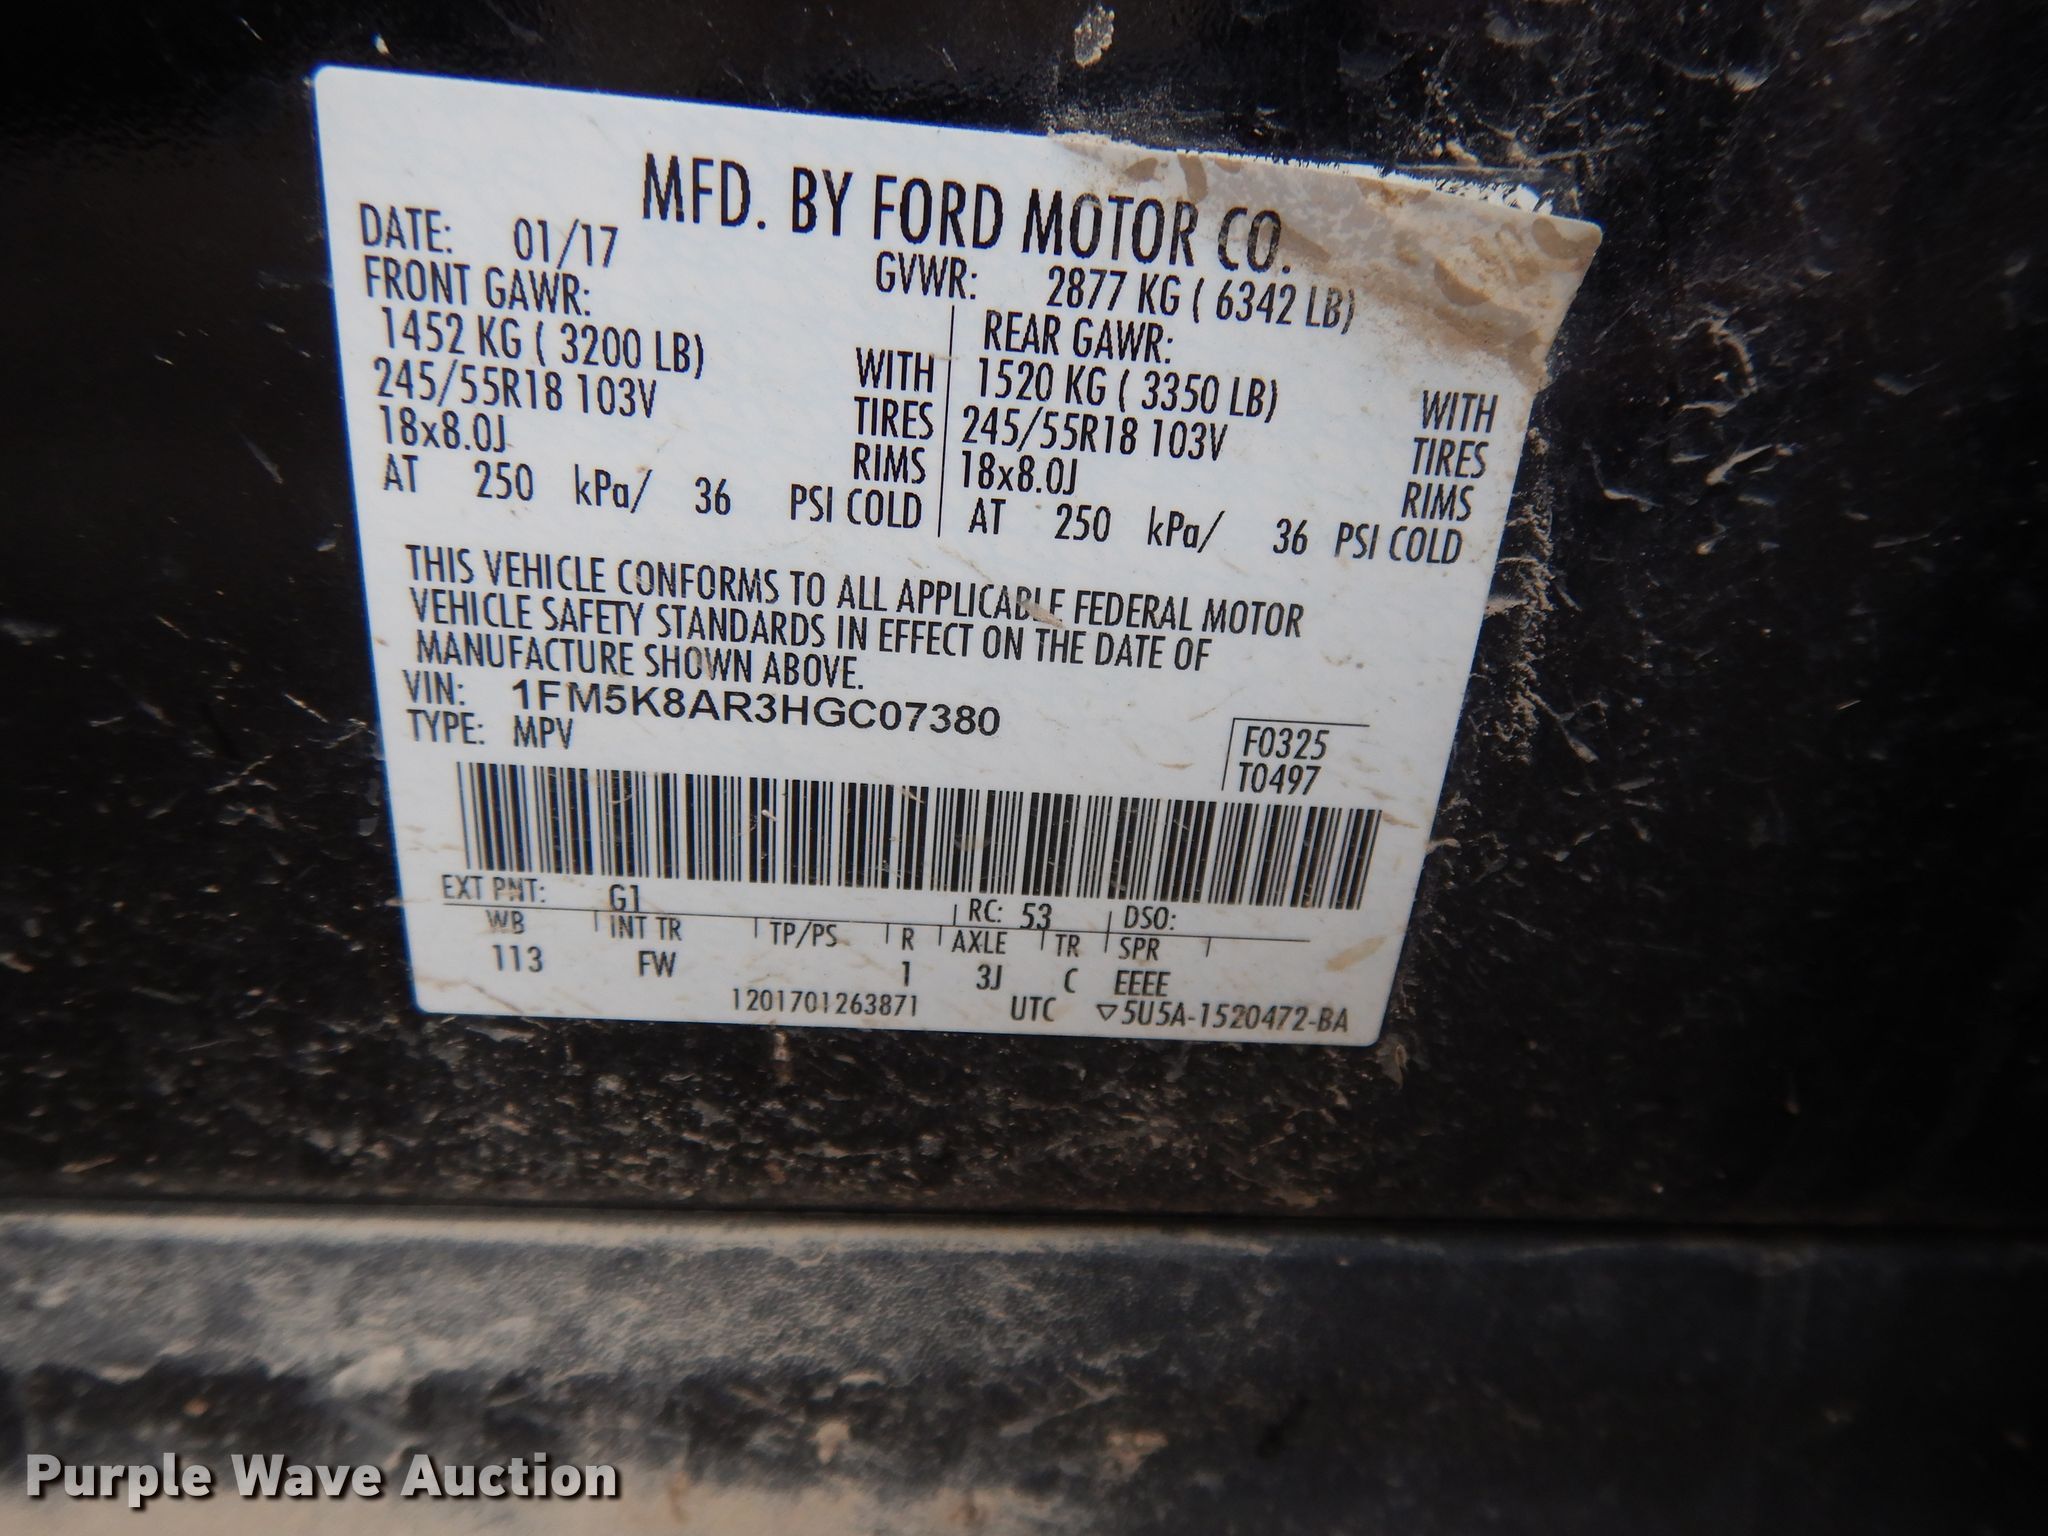 MFD. BY FORD MOTOR CO.
DATE: 01/17 GVWR: 2877 KG ( 6342 LB)
FRONT GAWR: REAR GAWR:
1452 KG ( 3200 LB) WITH 1520 KG ( 3350 LB) WITH
245/55R18 103V TIRES 245/55R18 103V TIRES
18x8.0J RIMS 18x8.0J RIMS
AT 250 kPa/ 36 PSI COLD AT 250 kPa/ 36 PSI COLD
THIS VEHICLE CONFORMS TO ALL APPLICABLE FEDERAL MOTOR
VEHICLE SAFETY STANDARDS IN EFFECT ON THE DATE OF
MANUFACTURE SHOWN ABOVE.
VIN: 1FM5K8AR3HGC07380
TYPE: MPV
F0325
T0497
EXT PNT: G1 RC: 53 DSO:
WB INT TR TP/PS R AXLE TR SPR
113 FW 1 3J C EEEE
1201701263871 UTC ▽5U5A-1520472-BA
Purple Wave Auction